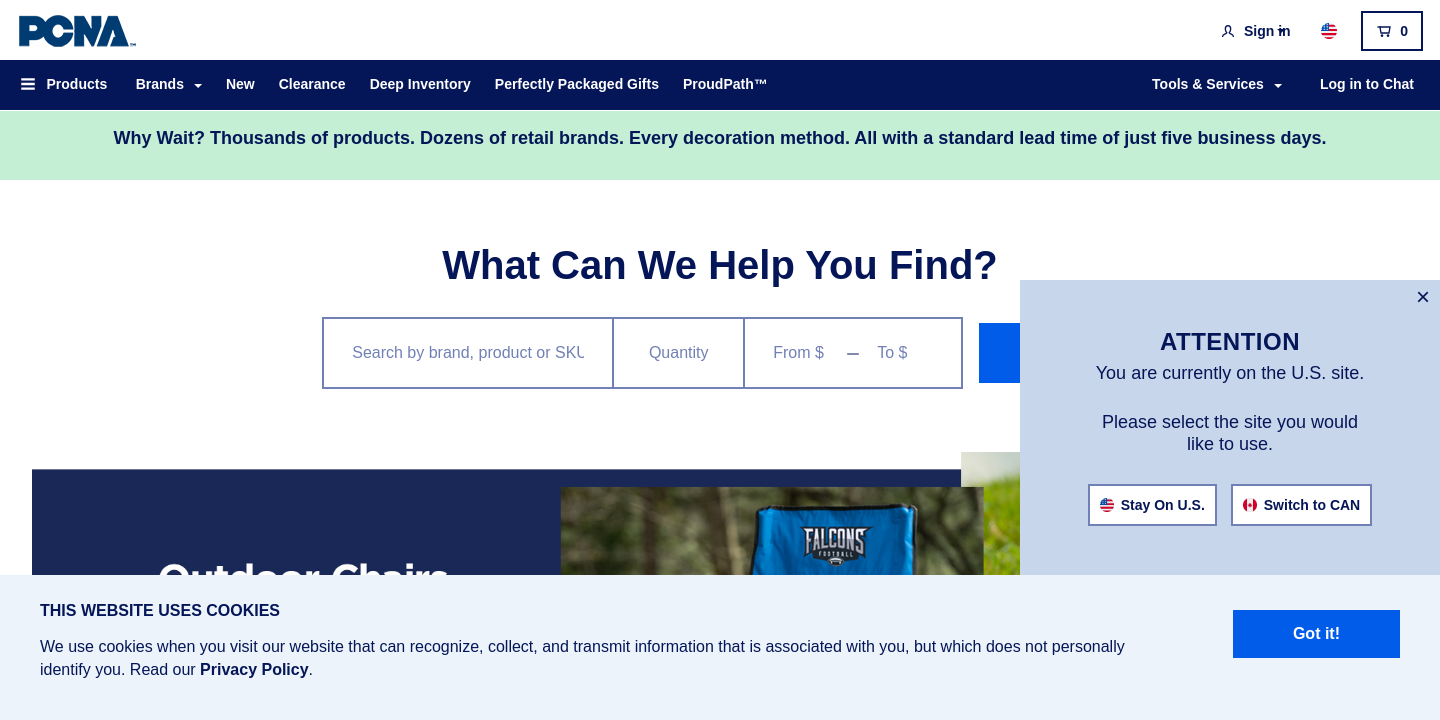 PCNA™
Sign in
0
Products
Brands
New
Clearance
Deep Inventory
Perfectly Packaged Gifts
ProudPath™
Tools & Services
Log in to Chat
Why Wait? Thousands of products. Dozens of retail brands. Every decoration method. All with a standard lead time of just five business days.
What Can We Help You Find?
Search by brand, product or SKU
Quantity
From $
To $
×
ATTENTION
You are currently on the U.S. site.
Please select the site you would
like to use.
Stay On U.S.
Switch to CAN
Outdoor Chairs
FALCONS
FOOTBALL
THIS WEBSITE USES COOKIES
We use cookies when you visit our website that can recognize, collect, and transmit information that is associated with you, but which does not personally
identify you. Read our Privacy Policy.
Got it!